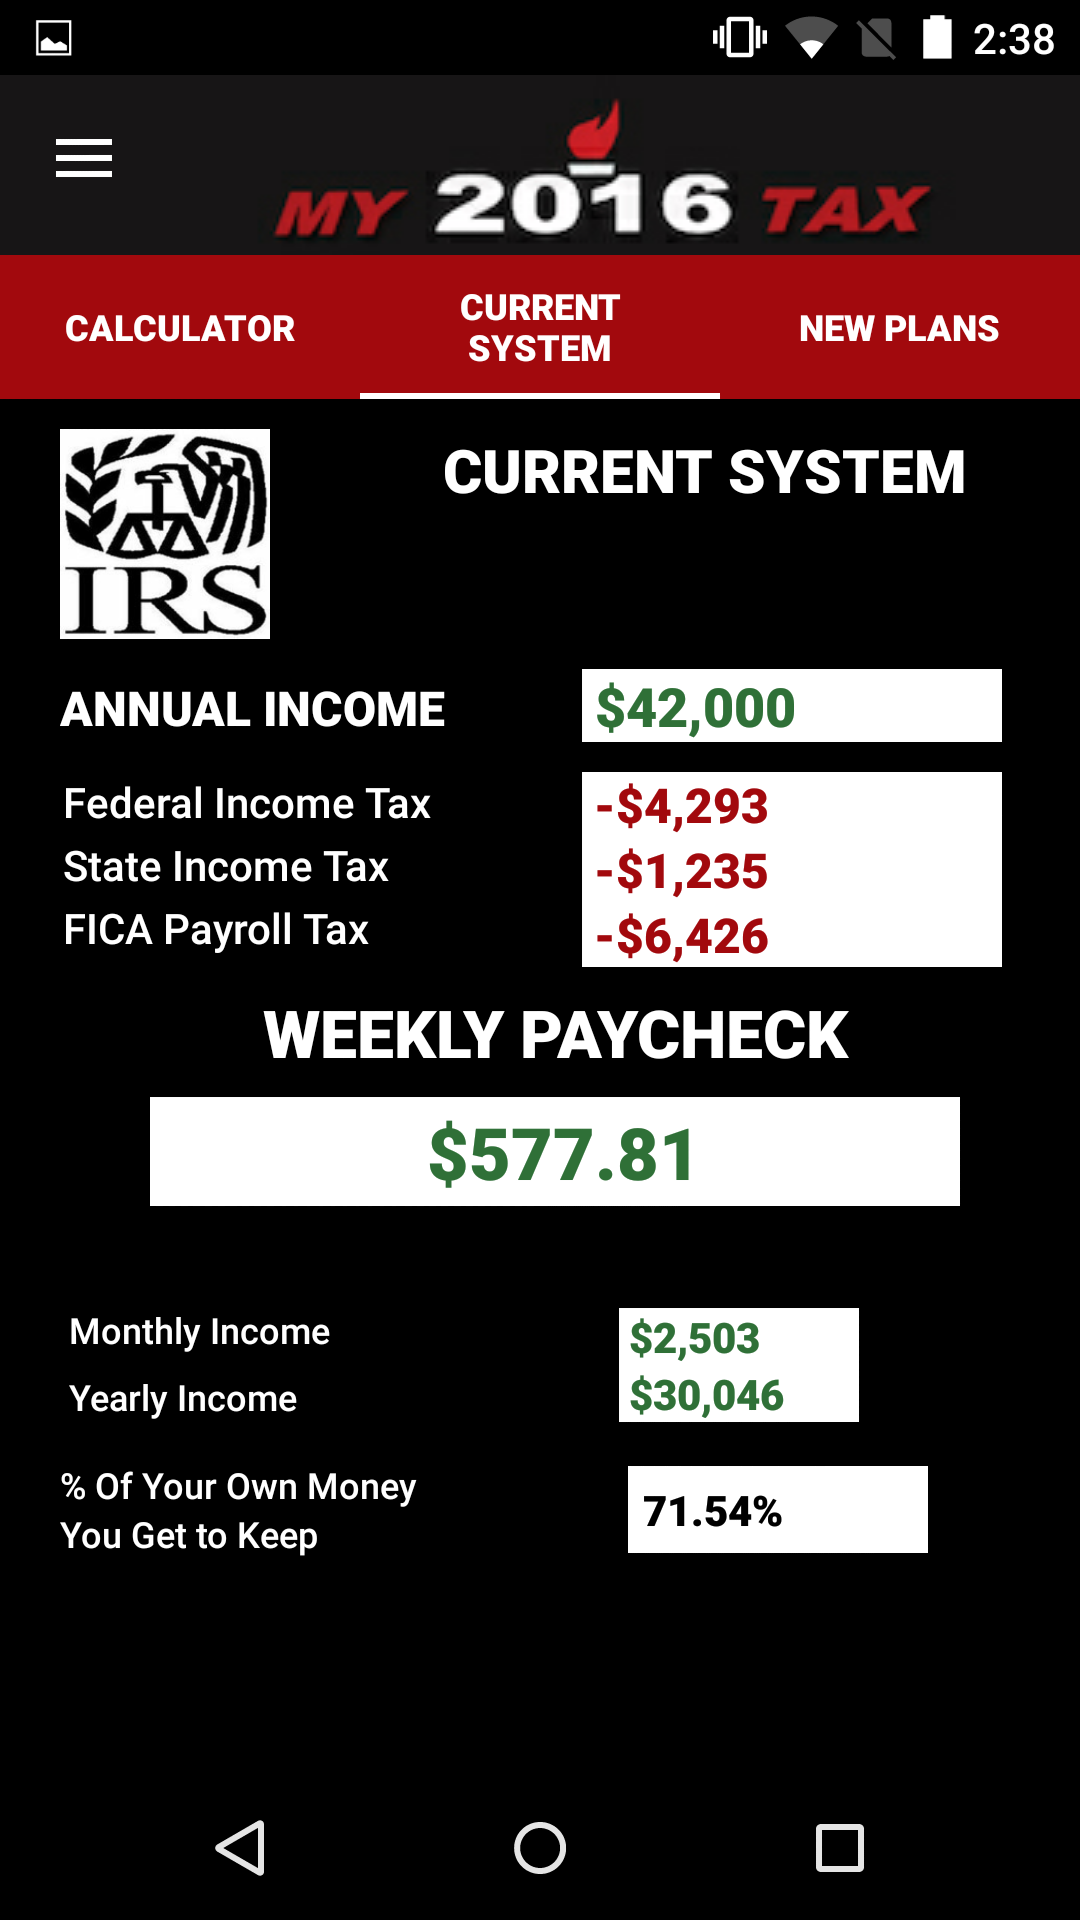 2:38
MY 2016 TAX
CALCULATOR
CURRENT
SYSTEM
NEW PLANS
IRS
CURRENT SYSTEM
ANNUAL INCOME
$42,000
Federal Income Tax
-$4,293
State Income Tax
-$1,235
FICA Payroll Tax
-$6,426
WEEKLY PAYCHECK
$577.81
Monthly Income
$2,503
Yearly Income
$30,046
% Of Your Own Money
You Get to Keep
71.54%